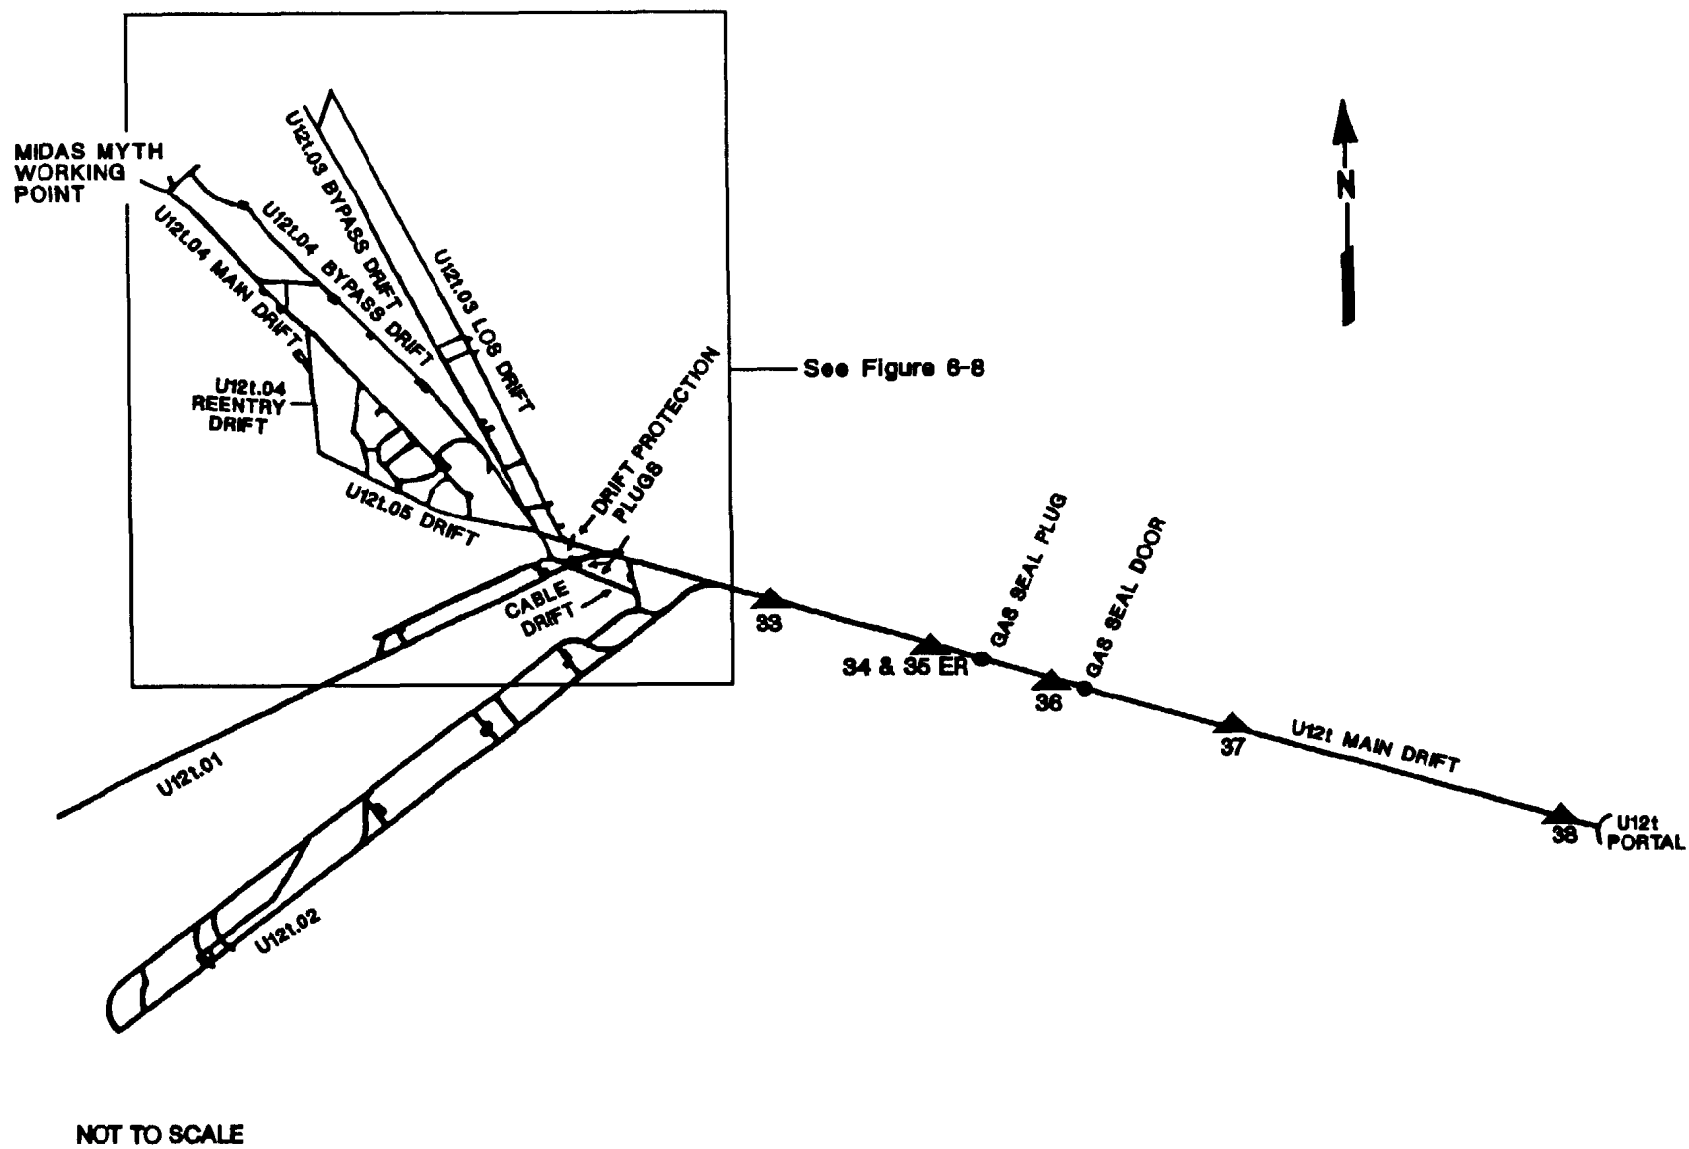 MIDAS MYTH
WORKING
POINT
U12t.03 BYPASS DRIFT
U12t.04 MAIN DRIFT
U12t.04 BYPASS DRIFT
U12t.03 LOS DRIFT
N
See Figure 6-8
U12t.04
REENTRY
DRIFT
DRIFT PROTECTION
PLUGS
U12t.05 DRIFT
CABLE
DRIFT
GAS SEAL PLUG
GAS SEAL DOOR
33
34 & 35 ER
36
37
U12t MAIN DRIFT
38
U12t
PORTAL
U12t.01
U12t.02
NOT TO SCALE